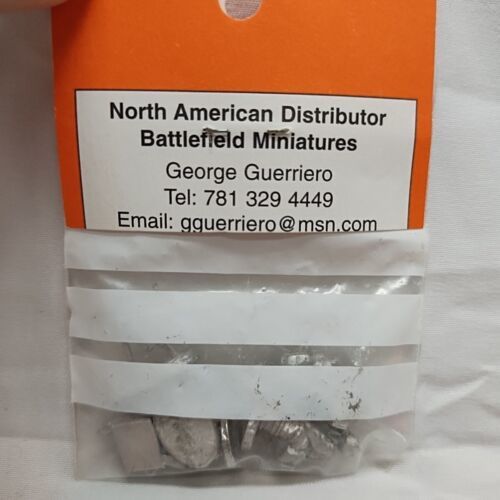 North American Distributor
Battlefield Miniatures
George Guerriero
Tel: 781 329 4449
Email: gguerriero@msn.com